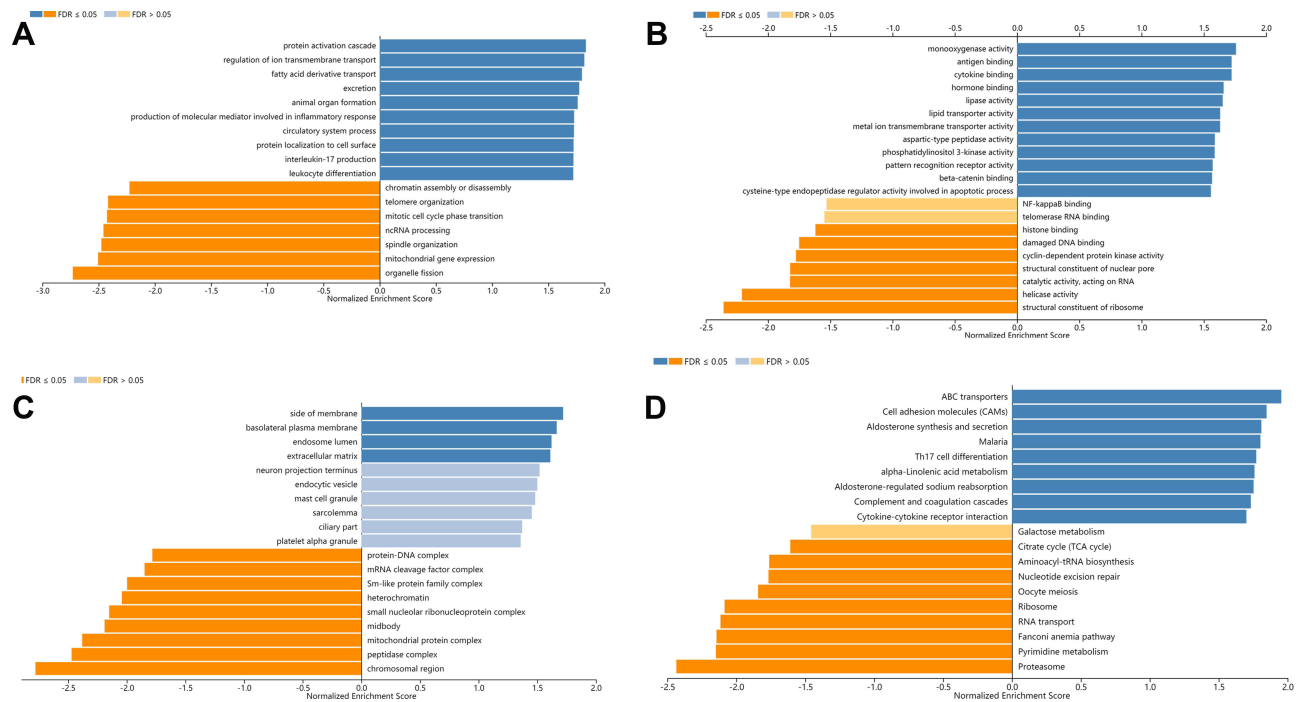 A
FDR ≤ 0.05 FDR > 0.05
protein activation cascade
regulation of ion transmembrane transport
fatty acid derivative transport
excretion
animal organ formation
production of molecular mediator involved in inflammatory response
circulatory system process
protein localization to cell surface
interleukin-17 production
leukocyte differentiation
chromatin assembly or disassembly
telomere organization
mitotic cell cycle phase transition
ncRNA processing
spindle organization
mitochondrial gene expression
organelle fission
-3.0 -2.5 -2.0 -1.5 -1.0 -0.5 0.0 0.5 1.0 1.5 2.0
Normalized Enrichment Score
B
FDR ≤ 0.05 FDR > 0.05
-2.5 -2.0 -1.5 -1.0 -0.5 0.0 0.5 1.0 1.5 2.0
monooxygenase activity
antigen binding
cytokine binding
hormone binding
lipase activity
lipid transporter activity
metal ion transmembrane transporter activity
aspartic-type peptidase activity
phosphatidylinositol 3-kinase activity
pattern recognition receptor activity
beta-catenin binding
cysteine-type endopeptidase regulator activity involved in apoptotic process
NF-kappaB binding
telomerase RNA binding
histone binding
damaged DNA binding
cyclin-dependent protein kinase activity
structural constituent of nuclear pore
catalytic activity, acting on RNA
helicase activity
structural constituent of ribosome
-2.5 -2.0 -1.5 -1.0 -0.5 0.0 0.5 1.0 1.5 2.0
Normalized Enrichment Score
C
FDR ≤ 0.05 FDR > 0.05
side of membrane
basolateral plasma membrane
endosome lumen
extracellular matrix
neuron projection terminus
endocytic vesicle
mast cell granule
sarcolemma
ciliary part
platelet alpha granule
protein-DNA complex
mRNA cleavage factor complex
Sm-like protein family complex
heterochromatin
small nucleolar ribonucleoprotein complex
midbody
mitochondrial protein complex
peptidase complex
chromosomal region
-2.5 -2.0 -1.5 -1.0 -0.5 0.0 0.5 1.0 1.5 2.0
Normalized Enrichment Score
D
FDR ≤ 0.05 FDR > 0.05
ABC transporters
Cell adhesion molecules (CAMs)
Aldosterone synthesis and secretion
Malaria
Th17 cell differentiation
alpha-Linolenic acid metabolism
Aldosterone-regulated sodium reabsorption
Complement and coagulation cascades
Cytokine-cytokine receptor interaction
Galactose metabolism
Citrate cycle (TCA cycle)
Aminoacyl-tRNA biosynthesis
Nucleotide excision repair
Oocyte meiosis
Ribosome
RNA transport
Fanconi anemia pathway
Pyrimidine metabolism
Proteasome
-2.5 -2.0 -1.5 -1.0 -0.5 0.0 0.5 1.0 1.5 2.0
Normalized Enrichment Score